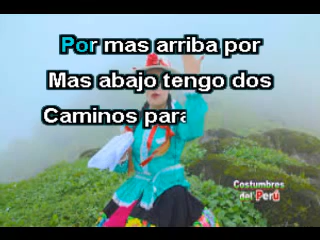 Por mas arriba por
Mas abajo tengo dos
Caminos para
Costumbres
del Perú